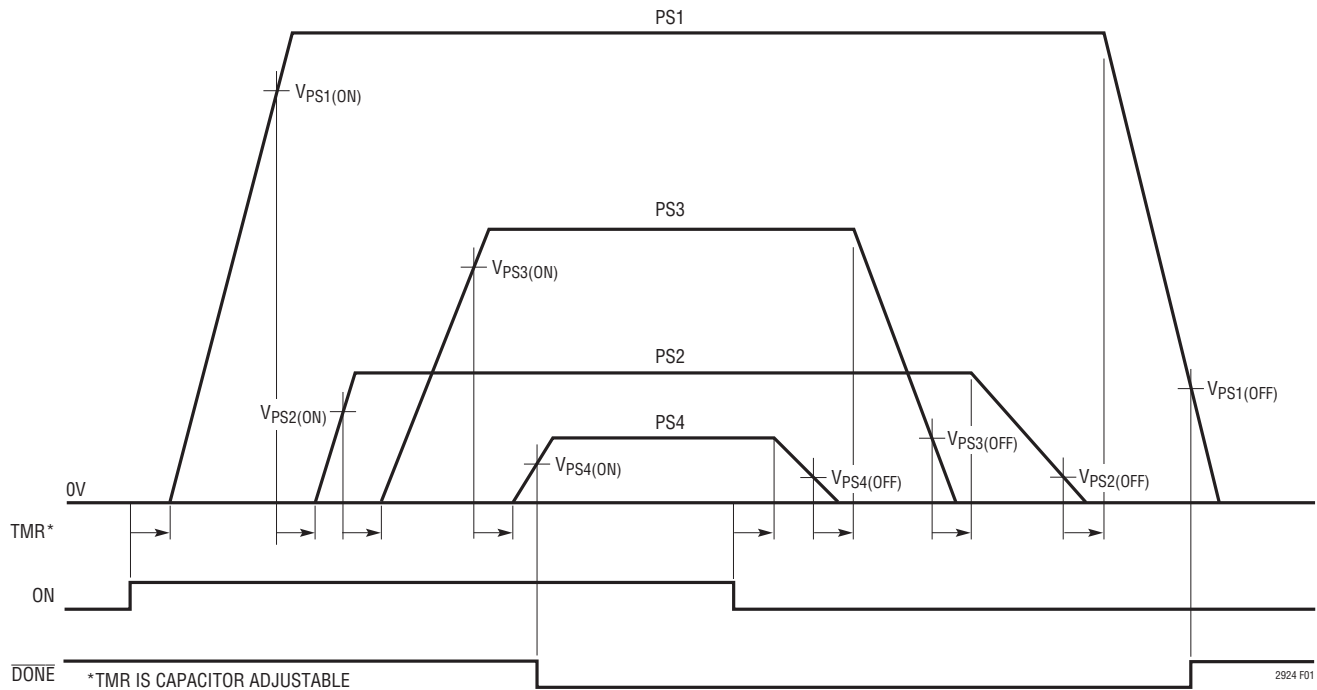 PS1
VPS1(ON)
PS3
VPS3(ON)
PS2
VPS1(OFF)
VPS2(ON)
PS4
VPS3(OFF)
VPS4(ON)
VPS4(OFF)
VPS2(OFF)
0V
TMR*
ON
DONE
*TMR IS CAPACITOR ADJUSTABLE
2924 F01